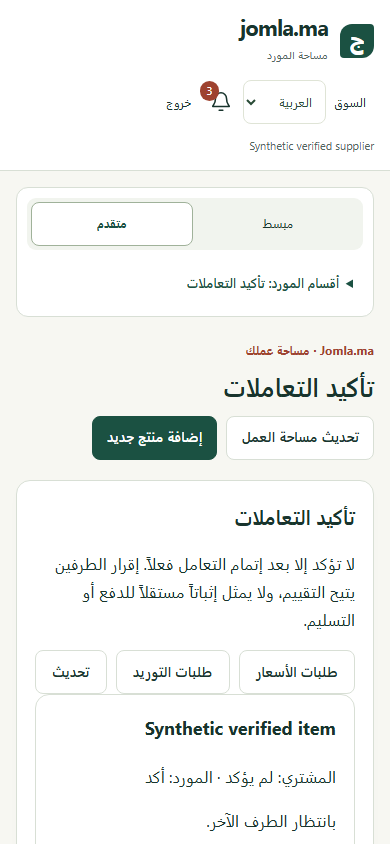 ج
jomla.ma
مساحة المورد
السوق
العربية
3
خروج
Synthetic verified supplier
مبسط
متقدم
◀ أقسام المورد: تأكيد التعاملات
Jomla.ma · مساحة عملك
تأكيد التعاملات
تحديث مساحة العمل
إضافة منتج جديد
تأكيد التعاملات
لا تؤكد إلا بعد إتمام التعامل فعلاً. إقرار الطرفين
يتيح التقييم، ولا يمثل إثباتاً مستقلاً للدفع أو
التسليم.
طلبات الأسعار
طلبات التوريد
تحديث
Synthetic verified item
المشتري: لم يؤكد · المورد: أكد
بانتظار الطرف الآخر.